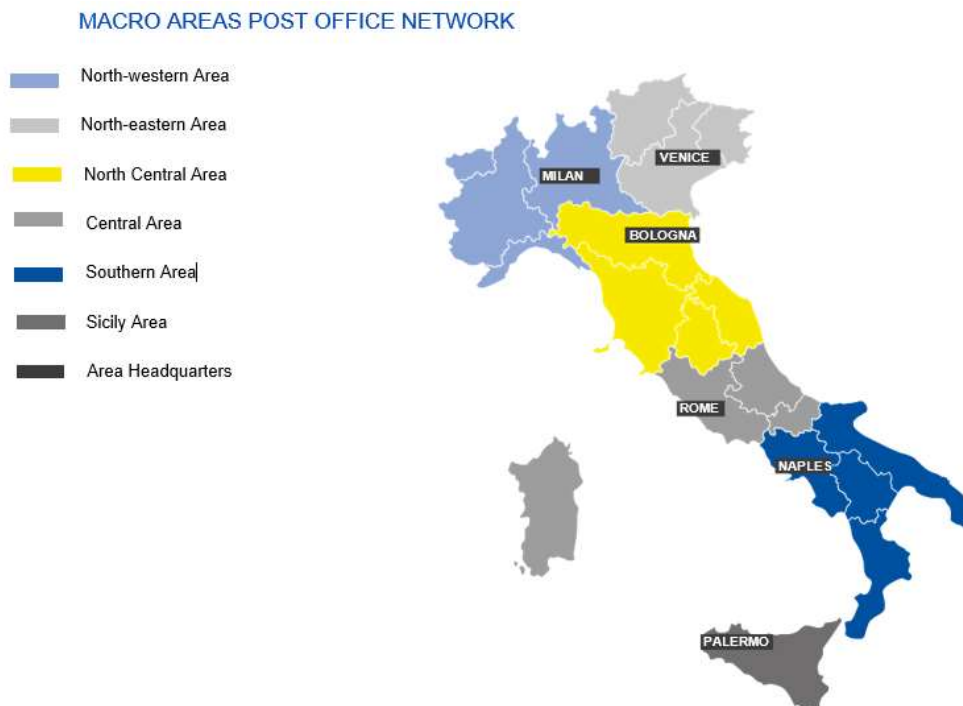 MACRO AREAS POST OFFICE NETWORK
North-western Area
North-eastern Area
North Central Area
Central Area
Southern Area
Sicily Area
Area Headquarters
VENICE
MILAN
BOLOGNA
ROME
NAPLES
PALERMO